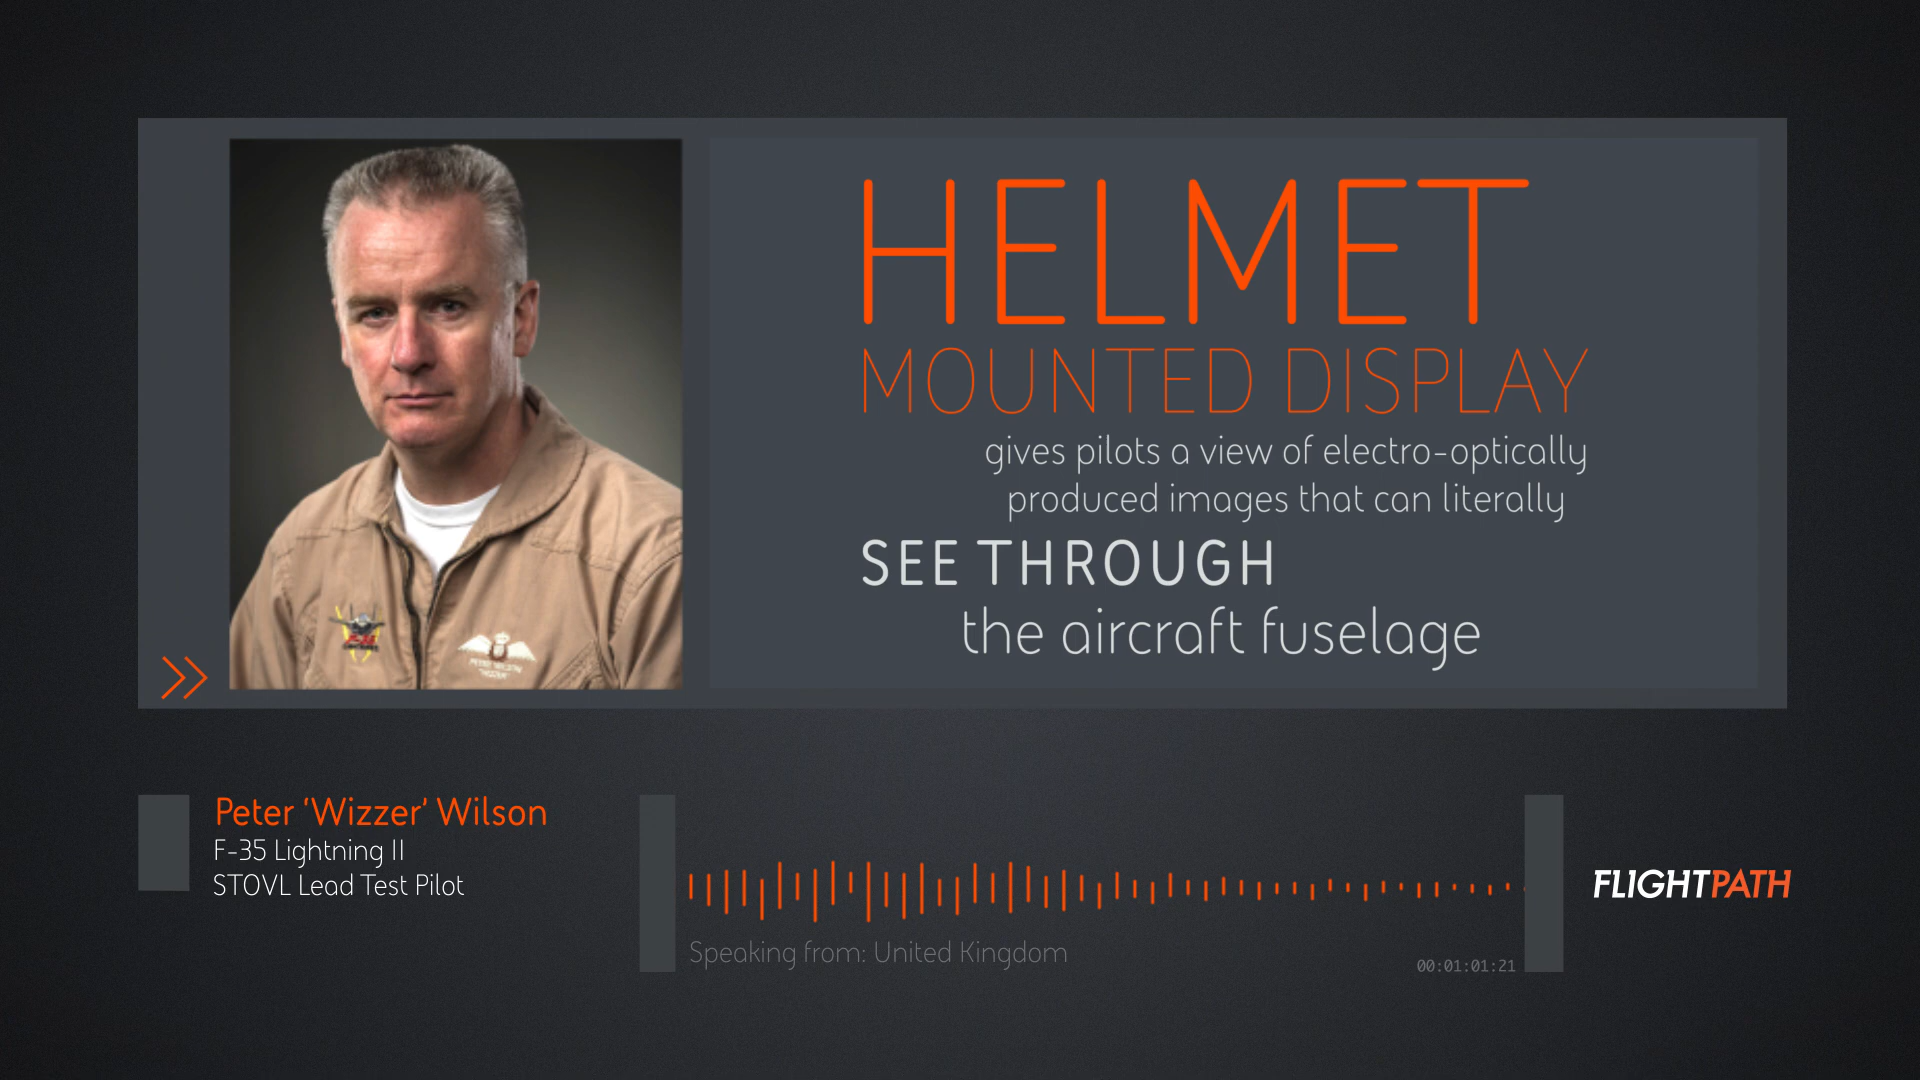 HELMET
MOUNTED DISPLAY
gives pilots a view of electro-optically
produced images that can literally
SEE THROUGH
the aircraft fuselage
Peter ‘Wizzer’ Wilson
F-35 Lightning II
STOVL Lead Test Pilot
Speaking from: United Kingdom
00:01:01:21
FLIGHTPATH